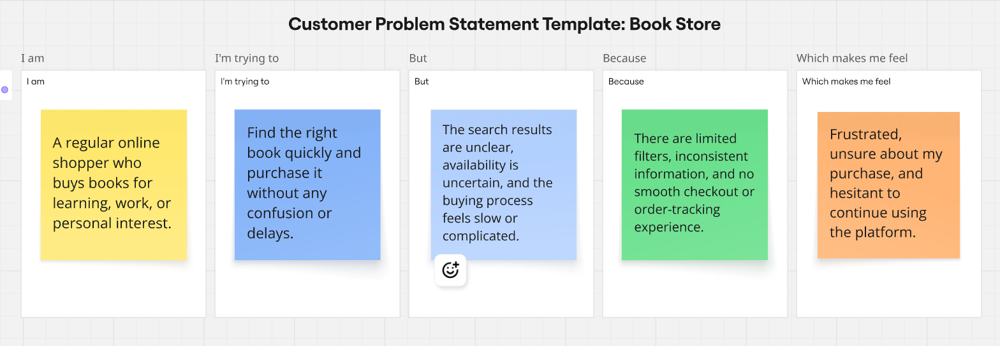 Customer Problem Statement Template: Book Store
I am
I'm trying to
But
Because
Which makes me feel
I am
A regular online
shopper who
buys books for
learning, work, or
personal interest.
I'm trying to
Find the right
book quickly and
purchase it
without any
confusion or
delays.
But
The search results
are unclear,
availability is
uncertain, and the
buying process
feels slow or
complicated.
Because
There are limited
filters, inconsistent
information, and no
smooth checkout or
order-tracking
experience.
Which makes me feel
Frustrated,
unsure about my
purchase, and
hesitant to
continue using
the platform.